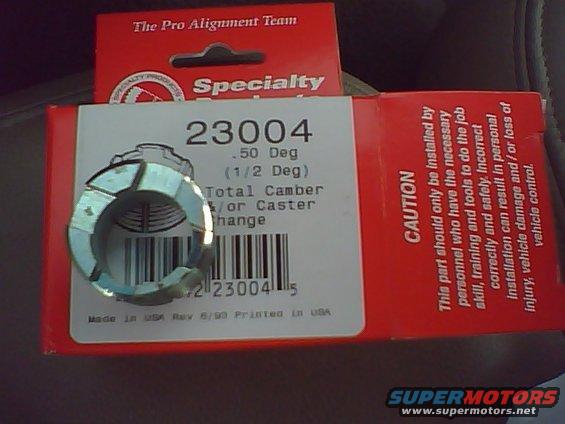 The Pro Alignment Team
SPECIALTY PRODUCTS
Specialty
23004
.50 Deg
(1/2 Deg)
Total Camber
&/or Caster
Change
23004 5
Made in USA Rev 6/90 Printed in USA
CAUTION
This part should only be installed by
personnel who have the necessary
skill, training and tools to do the job
correctly and safely. Incorrect
installation can result in personal
injury, vehicle damage and / or loss of
vehicle control.
SUPERMOTORS
www.supermotors.net